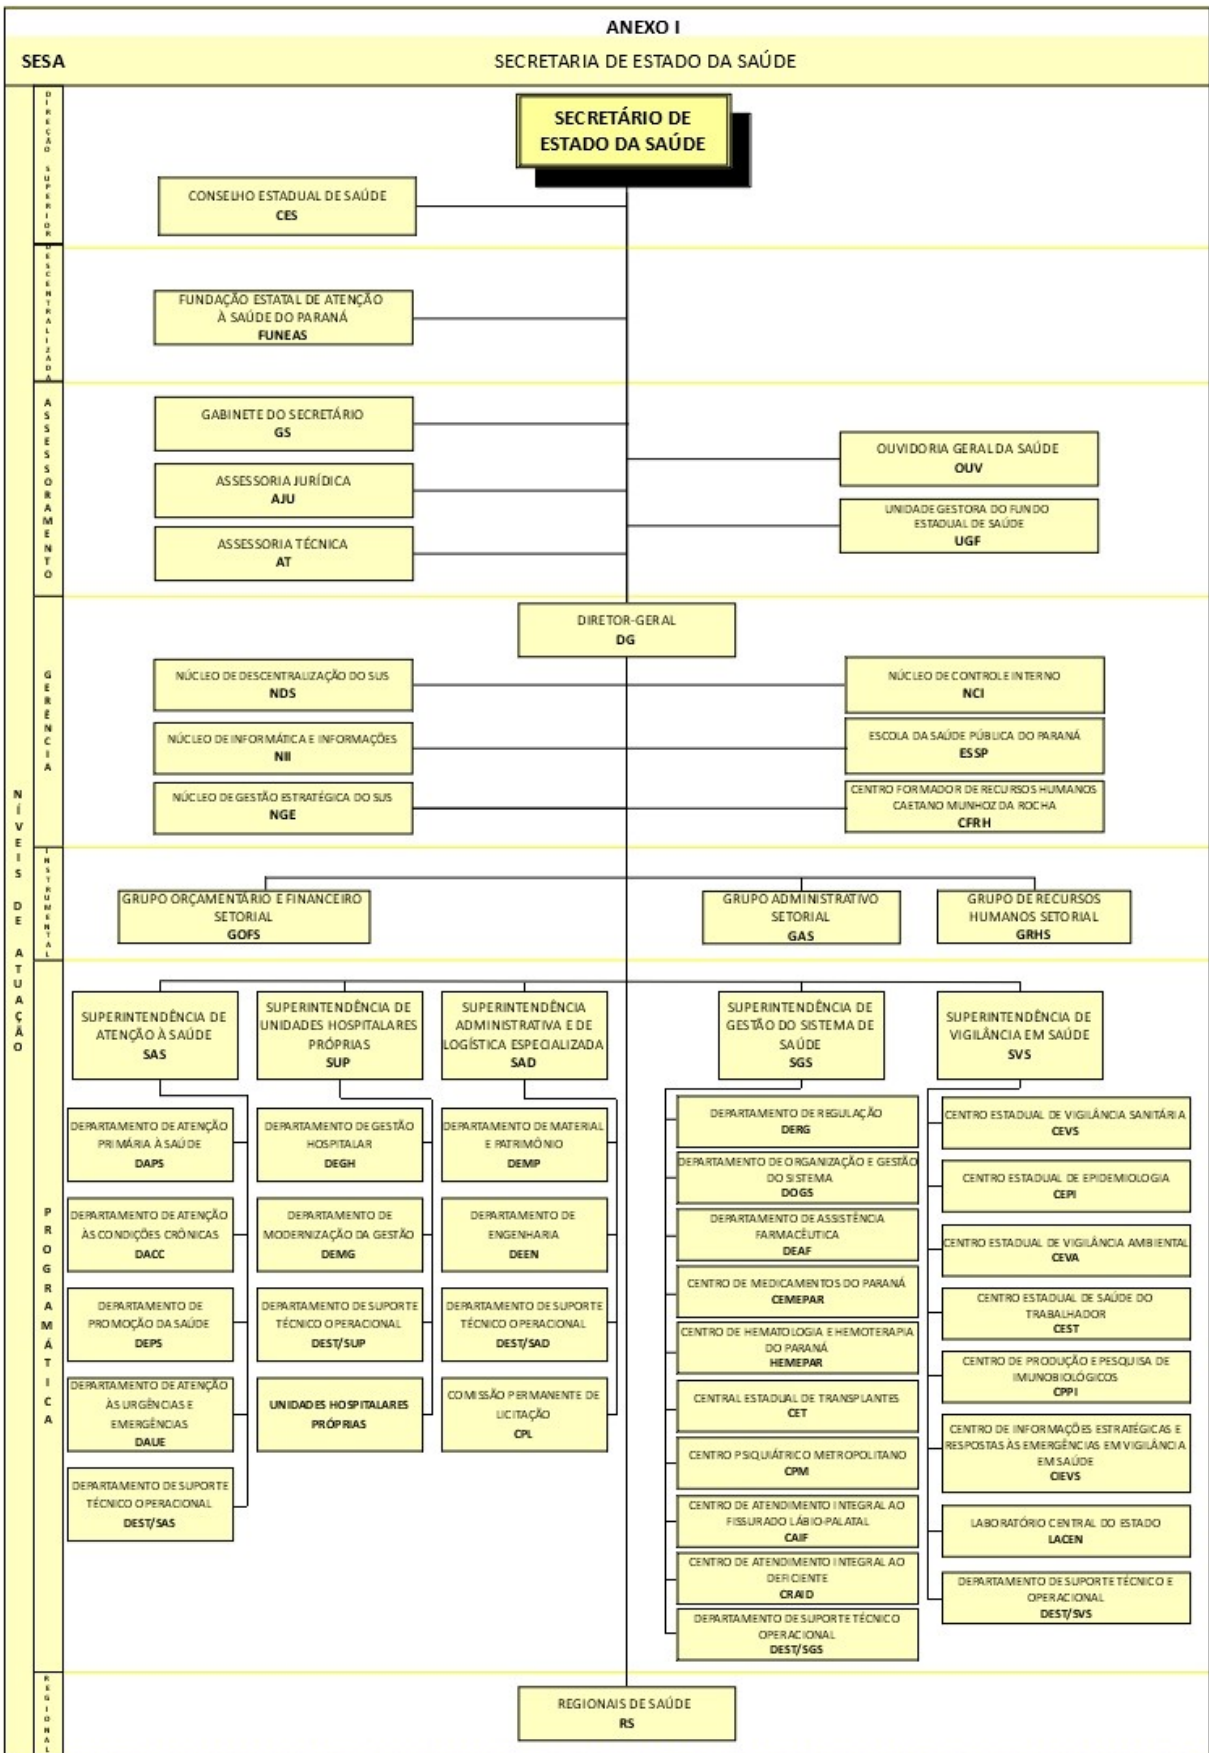 ANEXO I
SESA
SECRETARIA DE ESTADO DA SAÚDE
NÍVEIS DE ATUAÇÃO
DIREÇÃO SUPERIOR
SECRETÁRIO DE
ESTADO DA SAÚDE
CONSELHO ESTADUAL DE SAÚDE
CES
DESCENTRALIZADA
FUNDAÇÃO ESTATAL DE ATENÇÃO
À SAÚDE DO PARANÁ
FUNEAS
ASSESSORAMENTO
GABINETE DO SECRETÁRIO
GS
ASSESSORIA JURÍDICA
AJU
ASSESSORIA TÉCNICA
AT
OUVIDORIA GERAL DA SAÚDE
OUV
UNIDADE GESTORA DO FUNDO
ESTADUAL DE SAÚDE
UGF
GERÊNCIA
DIRETOR-GERAL
DG
NÚCLEO DE DESCENTRALIZAÇÃO DO SUS
NDS
NÚCLEO DE INFORMÁTICA E INFORMAÇÕES
NII
NÚCLEO DE GESTÃO ESTRATÉGICA DO SUS
NGE
NÚCLEO DE CONTROLE INTERNO
NCI
ESCOLA DA SAÚDE PÚBLICA DO PARANÁ
ESSP
CENTRO FORMADOR DE RECURSOS HUMANOS
CAETANO MUNHOZ DA ROCHA
CFRH
INSTRUMENTAL
GRUPO ORÇAMENTÁRIO E FINANCEIRO
SETORIAL
GOFS
GRUPO ADMINISTRATIVO
SETORIAL
GAS
GRUPO DE RECURSOS
HUMANOS SETORIAL
GRHS
PROGRAMÁTICA
SUPERINTENDÊNCIA DE
ATENÇÃO À SAÚDE
SAS
DEPARTAMENTO DE ATENÇÃO
PRIMÁRIA À SAÚDE
DAPS
DEPARTAMENTO DE ATENÇÃO
ÀS CONDIÇÕES CRÔNICAS
DACC
DEPARTAMENTO DE
PROMOÇÃO DA SAÚDE
DEPS
DEPARTAMENTO DE ATENÇÃO
ÀS URGÊNCIAS E
EMERGÊNCIAS
DAUE
DEPARTAMENTO DE SUPORTE
TÉCNICO OPERACIONAL
DEST/SAS
SUPERINTENDÊNCIA DE
UNIDADES HOSPITALARES
PRÓPRIAS
SUP
DEPARTAMENTO DE GESTÃO
HOSPITALAR
DEGH
DEPARTAMENTO DE
MODERNIZAÇÃO DA GESTÃO
DEMG
DEPARTAMENTO DE SUPORTE
TÉCNICO OPERACIONAL
DEST/SUP
UNIDADES HOSPITALARES
PRÓPRIAS
SUPERINTENDÊNCIA
ADMINISTRATIVA E DE
LOGÍSTICA ESPECIALIZADA
SAD
DEPARTAMENTO DE MATERIAL
E PATRIMÔNIO
DEMP
DEPARTAMENTO DE
ENGENHARIA
DEEN
DEPARTAMENTO DE SUPORTE
TÉCNICO OPERACIONAL
DEST/SAD
COMISSÃO PERMANENTE DE
LICITAÇÃO
CPL
SUPERINTENDÊNCIA DE
GESTÃO DO SISTEMA DE
SAÚDE
SGS
DEPARTAMENTO DE REGULAÇÃO
DERG
DEPARTAMENTO DE ORGANIZAÇÃO E GESTÃO
DO SISTEMA
DOGS
DEPARTAMENTO DE ASSISTÊNCIA
FARMACÊUTICA
DEAF
CENTRO DE MEDICAMENTOS DO PARANÁ
CEMEPAR
CENTRO DE HEMATOLOGIA E HEMOTERAPIA
DO PARANÁ
HEMEPAR
CENTRAL ESTADUAL DE TRANSPLANTES
CET
CENTRO PSIQUIÁTRICO METROPOLITANO
CPM
CENTRO DE ATENDIMENTO INTEGRAL AO
FISSURADO LÁBIO-PALATAL
CAIF
CENTRO DE ATENDIMENTO INTEGRAL AO
DEFICIENTE
CRAID
DEPARTAMENTO DE SUPORTE TÉCNICO
OPERACIONAL
DEST/SGS
SUPERINTENDÊNCIA DE
VIGILÂNCIA EM SAÚDE
SVS
CENTRO ESTADUAL DE VIGILÂNCIA SANITÁRIA
CEVS
CENTRO ESTADUAL DE EPIDEMIOLOGIA
CEPI
CENTRO ESTADUAL DE VIGILÂNCIA AMBIENTAL
CEVA
CENTRO ESTADUAL DE SAÚDE DO
TRABALHADOR
CEST
CENTRO DE PRODUÇÃO E PESQUISA DE
IMUNOBIOLÓGICOS
CPPI
CENTRO DE INFORMAÇÕES ESTRATÉGICAS E
RESPOSTAS ÀS EMERGÊNCIAS EM VIGILÂNCIA
EM SAÚDE
CIEVS
LABORATÓRIO CENTRAL DO ESTADO
LACEN
DEPARTAMENTO DE SUPORTE TÉCNICO E
OPERACIONAL
DEST/SVS
REGIONAL
REGIONAIS DE SAÚDE
RS